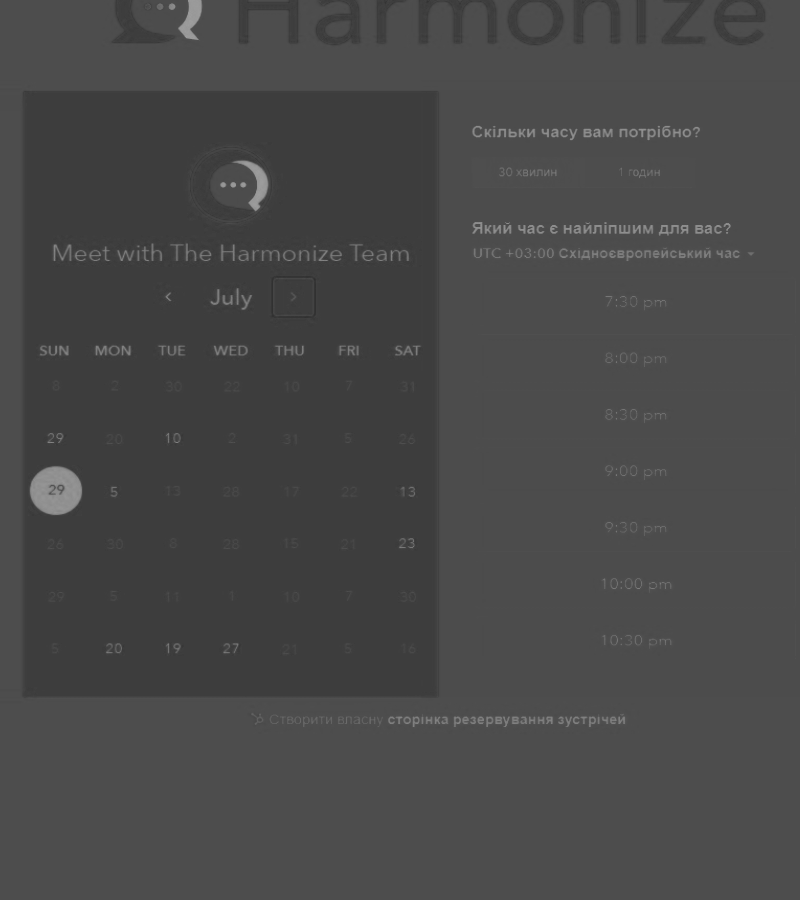 Harmonize
Meet with The Harmonize Team
July
SUN MON TUE WED THU FRI SAT
8 2 30 22 10 7 31
29 20 10 2 31 5 26
29 5 13 28 17 22 13
26 30 8 28 15 21 23
29 5 11 1 10 7 30
5 20 19 27 21 5 16
Скільки часу вам потрібно?
30 хвилин 1 годин
Який час є найліпшим для вас?
UTC +03:00 Східноєвропейський час
7:30 pm
8:00 pm
8:30 pm
9:00 pm
9:30 pm
10:00 pm
10:30 pm
Створити власну сторінка резервування зустрічей